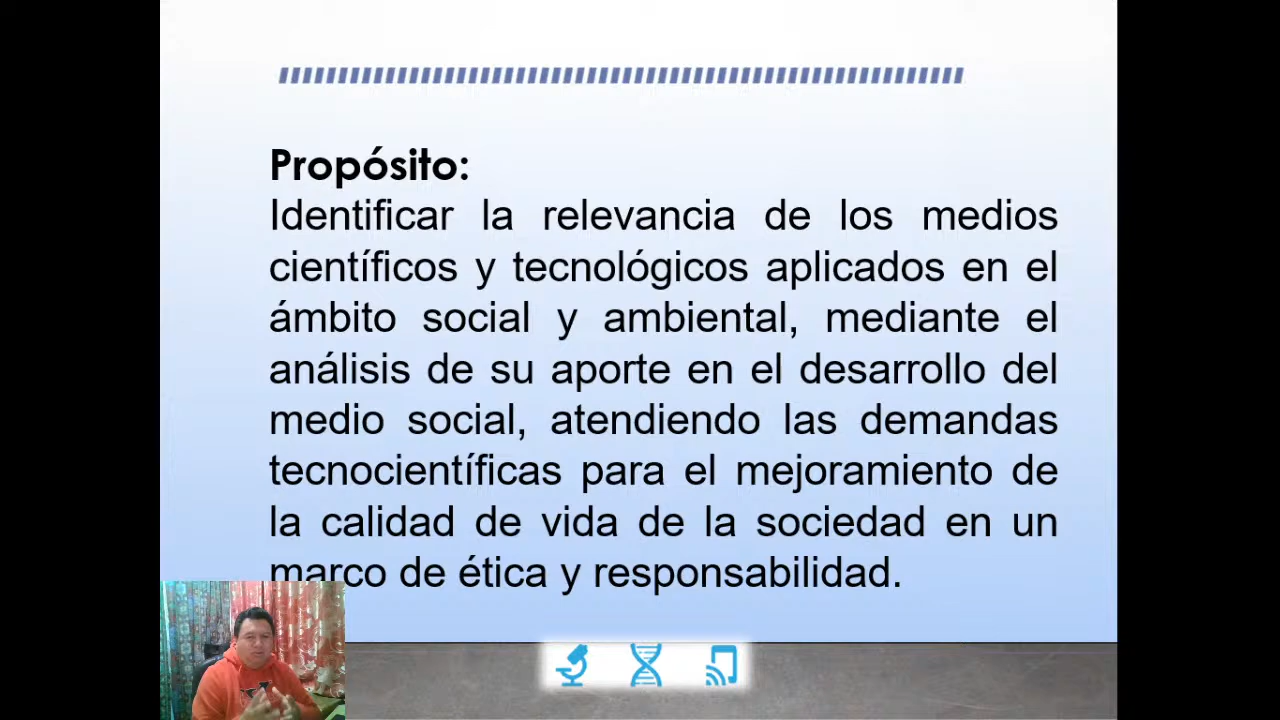 Propósito:
Identificar la relevancia de los medios
científicos y tecnológicos aplicados en el
ámbito social y ambiental, mediante el
análisis de su aporte en el desarrollo del
medio social, atendiendo las demandas
tecnocientíficas para el mejoramiento de
la calidad de vida de la sociedad en un
marco de ética y responsabilidad.